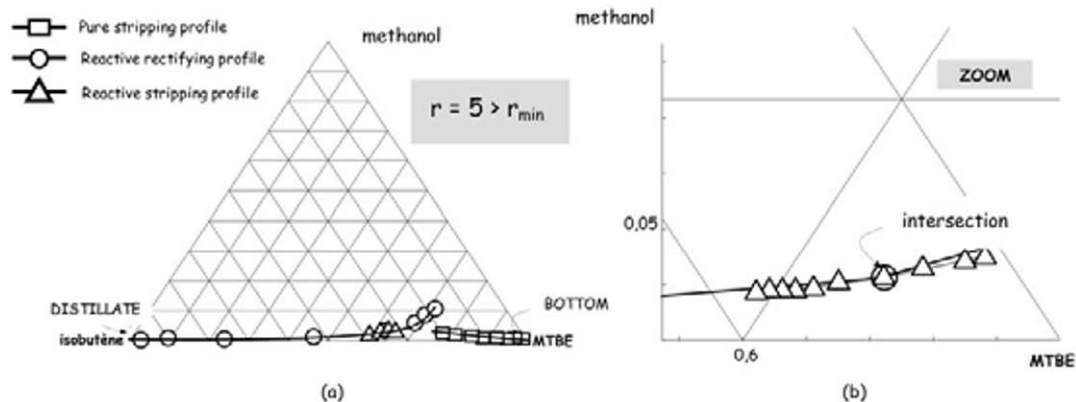 Pure stripping profile
Reactive rectifying profile
Reactive stripping profile
methanol
r = 5 > rmin
DISTILLATE
isobutène
BOTTOM
MTBE
(a)
methanol
ZOOM
0,05
intersection
0,6
MTBE
(b)